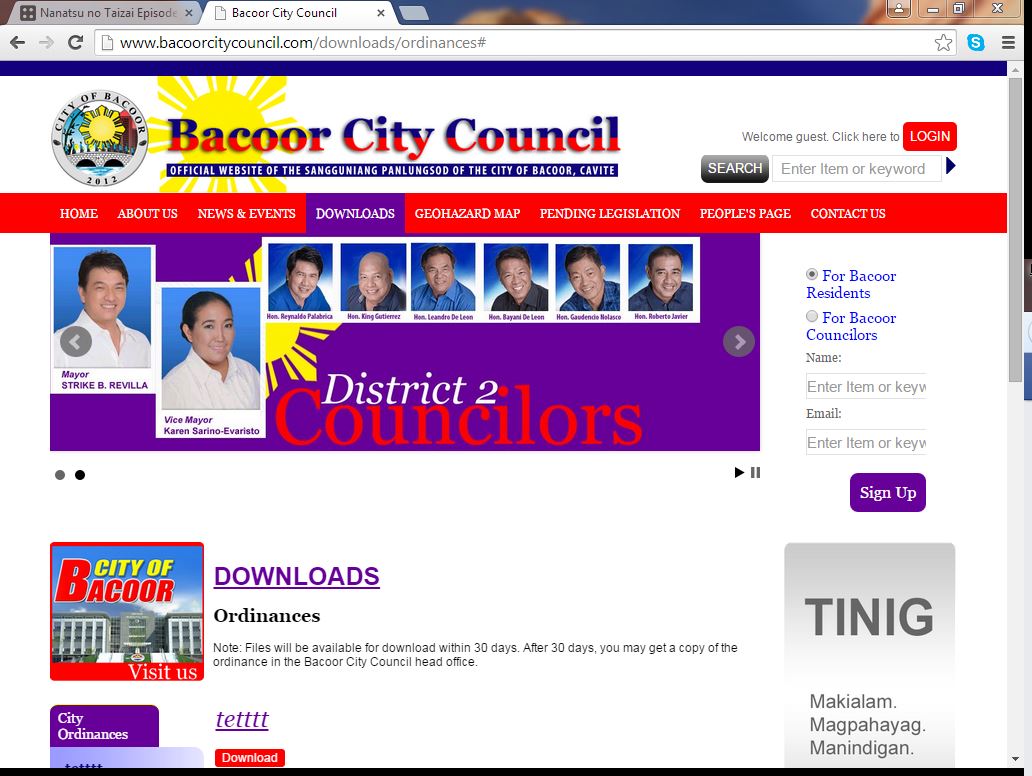 Nanatsu no Taizai Episode
Bacoor City Council
www.bacoorcitycouncil.com/downloads/ordinances#
CITY OF BACOOR
2012
Bacoor City Council
OFFICIAL WEBSITE OF THE SANGGUNIANG PANLUNGSOD OF THE CITY OF BACOOR, CAVITE
Welcome guest. Click here to LOGIN
SEARCH Enter Item or keyword
HOME ABOUT US NEWS & EVENTS DOWNLOADS GEOHAZARD MAP PENDING LEGISLATION PEOPLE'S PAGE CONTACT US
Hon. Reynaldo Palabrica Hon. King Gutierrez Hon. Leandro De Leon Hon. Bayani De Leon Hon. Gaudencio Nolasco Hon. Roberto Javier
Mayor
STRIKE B. REVILLA
Vice Mayor
Karen Sarino-Evaristo
District 2
Councilors
For Bacoor
Residents
For Bacoor
Councilors
Name:
Enter Item or keyw
Email:
Enter Item or keyw
Sign Up
CITY OF
BACOOR
Visit us
DOWNLOADS
Ordinances
Note: Files will be available for download within 30 days. After 30 days, you may get a copy of the
ordinance in the Bacoor City Council head office.
tetttt
Download
City
Ordinances
tetttt
TINIG
Makialam.
Magpahayag.
Manindigan.